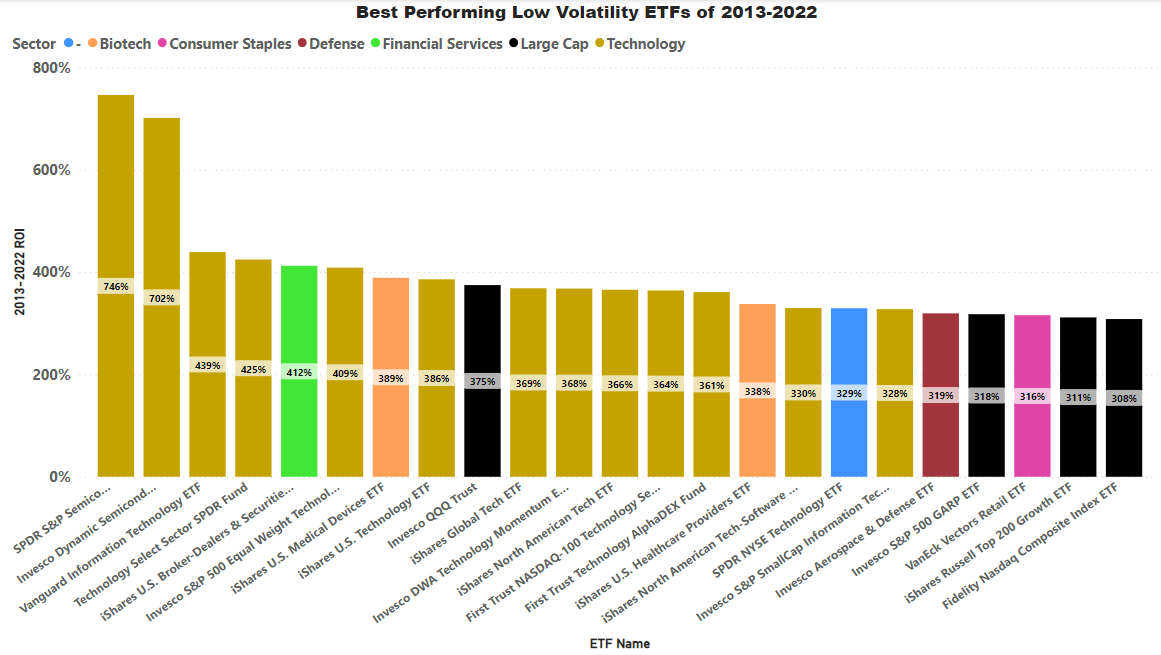 Best Performing Low Volatility ETFs of 2013-2022
Sector - Biotech Consumer Staples Defense Financial Services Large Cap Technology
800%
600%
400%
200%
0%
2013-2022 ROI
746%
702%
439%
425%
412%
409%
389%
386%
375%
369%
368%
366%
364%
361%
338%
330%
329%
328%
319%
318%
316%
311%
308%
SPDR S&P Semico...
Invesco Dynamic Semicond...
Vanguard Information Technology ETF
Technology Select Sector SPDR Fund
iShares U.S. Broker-Dealers & Securitie...
Invesco S&P 500 Equal Weight Technol...
iShares U.S. Medical Devices ETF
iShares U.S. Technology ETF
Invesco QQQ Trust
iShares Global Tech ETF
Invesco DWA Technology Momentum E...
iShares North American Tech ETF
First Trust NASDAQ-100 Technology Se...
First Trust Technology AlphaDEX Fund
iShares U.S. Healthcare Providers ETF
iShares North American Tech-Software ...
SPDR NYSE Technology ETF
Invesco S&P SmallCap Information Tec...
Invesco Aerospace & Defense ETF
Invesco S&P 500 GARP ETF
VanEck Vectors Retail ETF
iShares Russell Top 200 Growth ETF
Fidelity Nasdaq Composite Index ETF
ETF Name